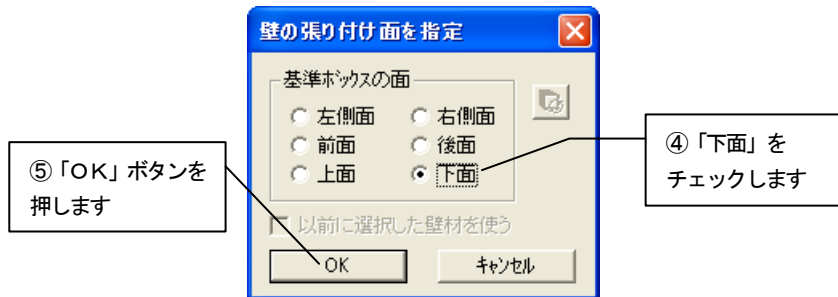 壁の張り付け面を指定
基準ボックスの面
左側面 右側面
前面 後面
上面 下面
以前に選択した壁材を使う
OK キャンセル
④「下面」を
チェックします
⑤「OK」ボタンを
押します